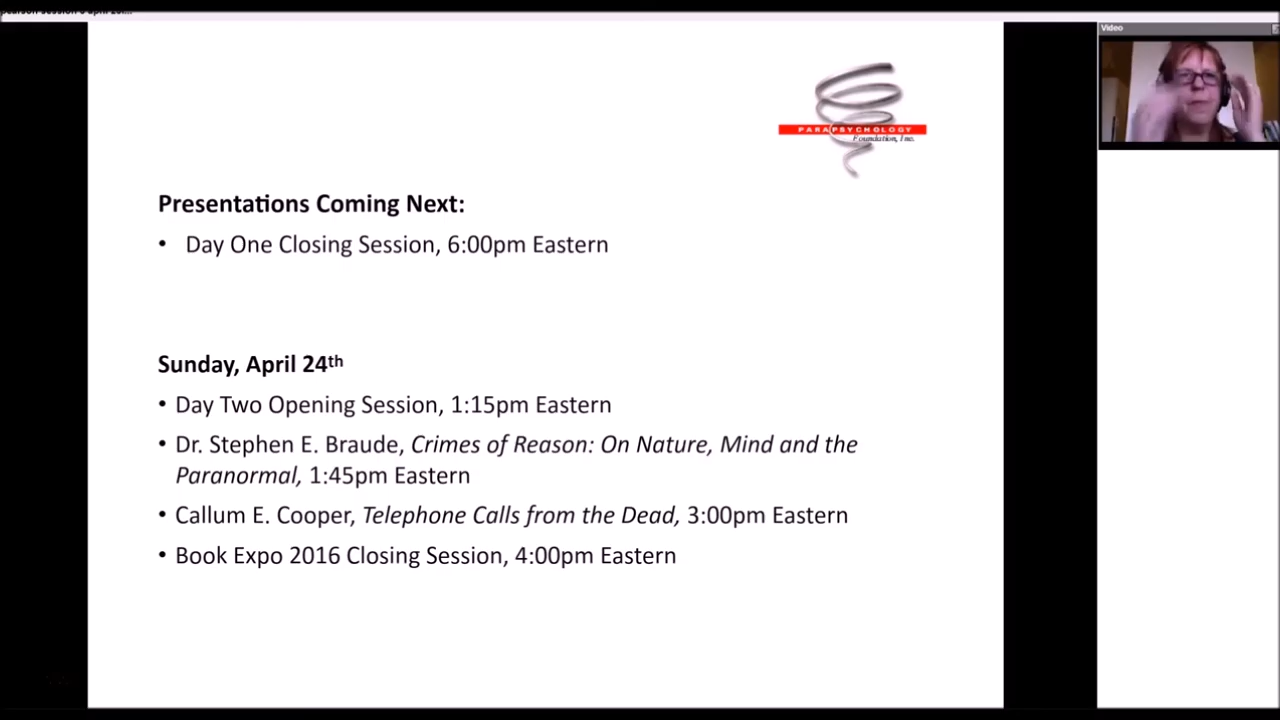 Video
PARAPSYCHOLOGY
Foundation, Inc.
Presentations Coming Next:
• Day One Closing Session, 6:00pm Eastern
Sunday, April 24th
• Day Two Opening Session, 1:15pm Eastern
• Dr. Stephen E. Braude, Crimes of Reason: On Nature, Mind and the
Paranormal, 1:45pm Eastern
• Callum E. Cooper, Telephone Calls from the Dead, 3:00pm Eastern
• Book Expo 2016 Closing Session, 4:00pm Eastern